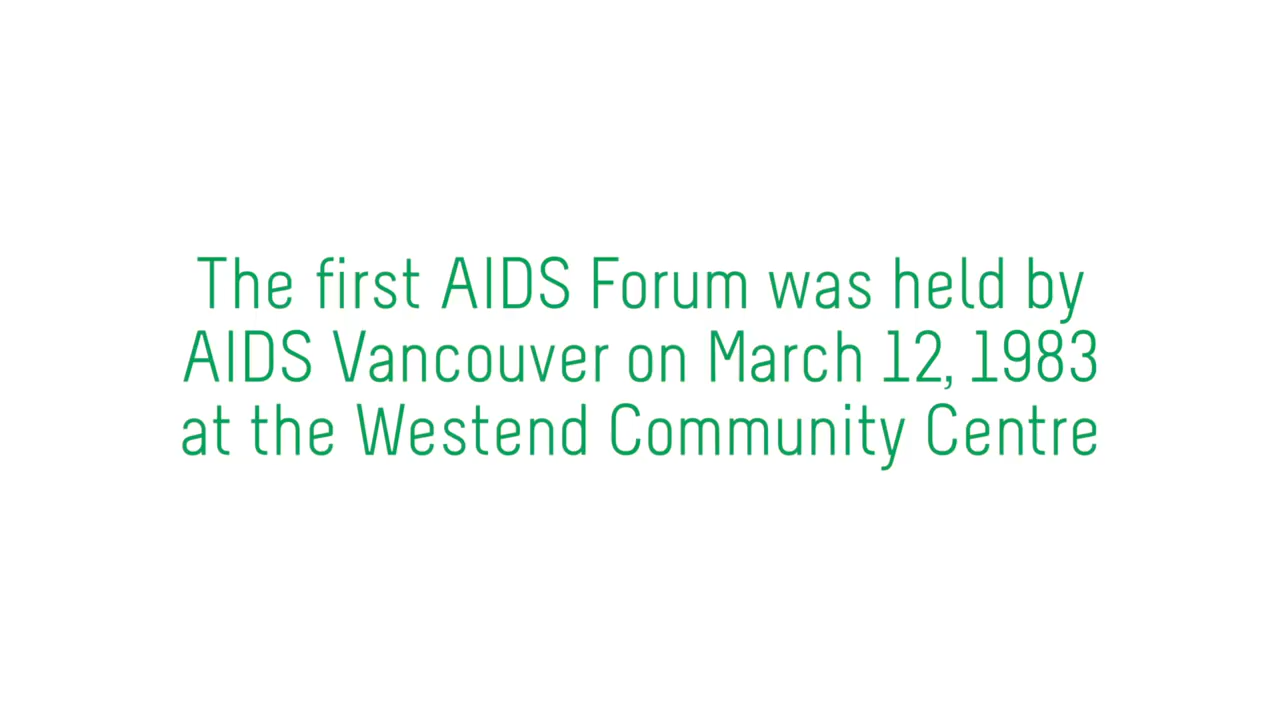 The first AIDS Forum was held by
AIDS Vancouver on March 12, 1983
at the Westend Community Centre